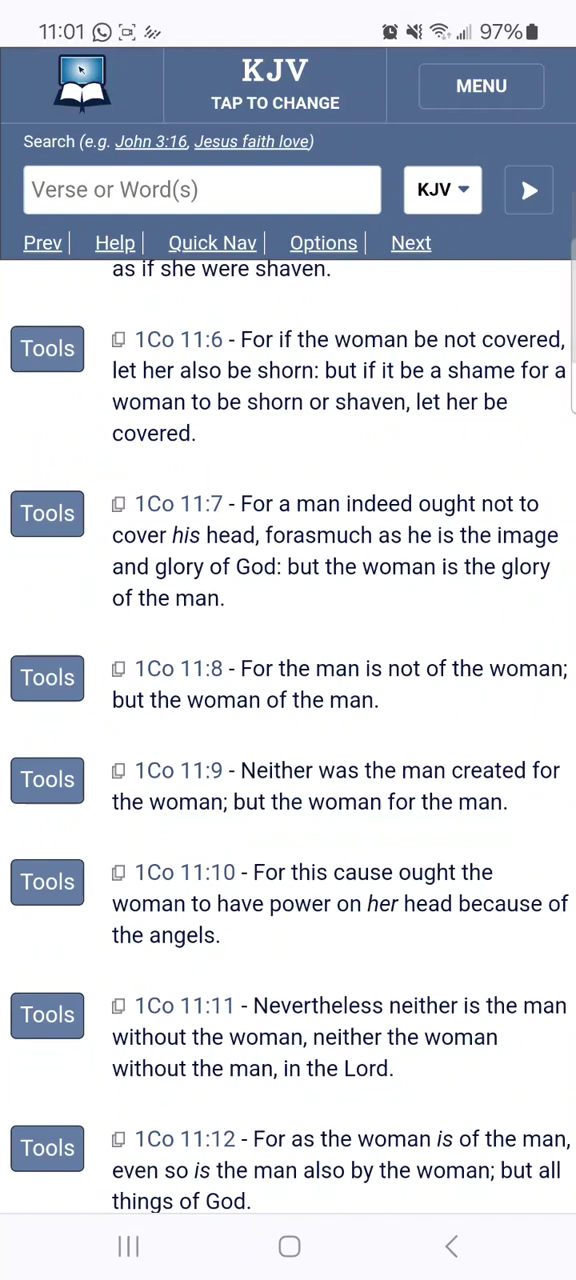 11:01 97%
KJV
TAP TO CHANGE
MENU
Search (e.g. John 3:16, Jesus faith love)
Verse or Word(s)
KJV
Prev Help Quick Nav Options Next
as if she were shaven.
Tools
1Co 11:6 - For if the woman be not covered,
let her also be shorn: but if it be a shame for a
woman to be shorn or shaven, let her be
covered.
Tools
1Co 11:7 - For a man indeed ought not to
cover his head, forasmuch as he is the image
and glory of God: but the woman is the glory
of the man.
Tools
1Co 11:8 - For the man is not of the woman;
but the woman of the man.
Tools
1Co 11:9 - Neither was the man created for
the woman; but the woman for the man.
Tools
1Co 11:10 - For this cause ought the
woman to have power on her head because of
the angels.
Tools
1Co 11:11 - Nevertheless neither is the man
without the woman, neither the woman
without the man, in the Lord.
Tools
1Co 11:12 - For as the woman is of the man,
even so is the man also by the woman; but all
things of God.